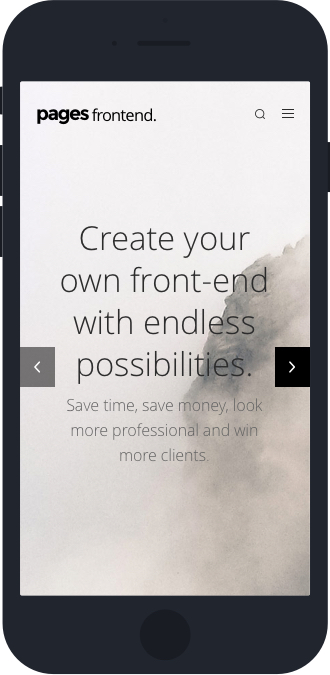 pages frontend.
Create your
own front-end
with endless
possibilities.
Save time, save money, look
more professional and win
more clients.